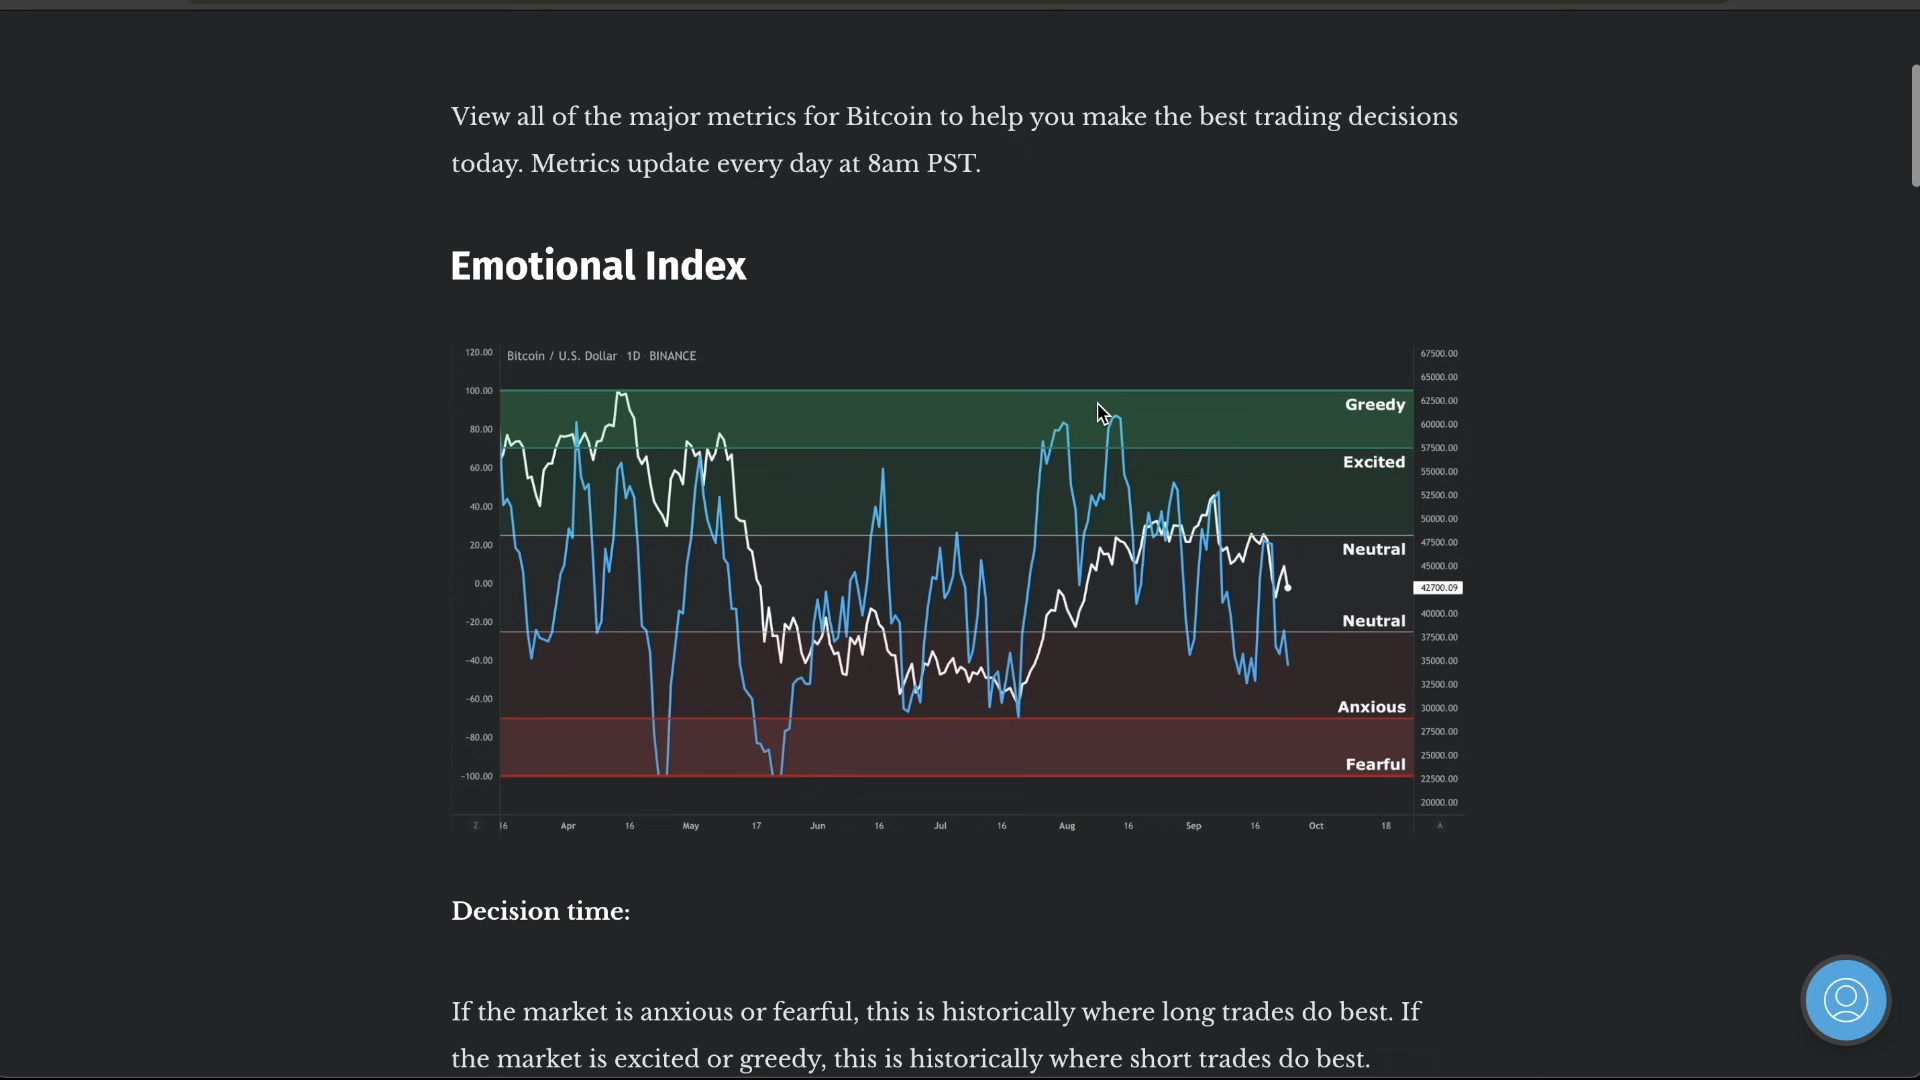 View all of the major metrics for Bitcoin to help you make the best trading decisions
today. Metrics update every day at 8am PST.
Emotional Index
Bitcoin / U.S. Dollar 1D BINANCE
120.00
100.00
80.00
60.00
40.00
20.00
0.00
-20.00
-40.00
-60.00
-80.00
-100.00
Greedy
Excited
Neutral
Neutral
Anxious
Fearful
67500.00
65000.00
62500.00
60000.00
57500.00
55000.00
52500.00
50000.00
47500.00
45000.00
42700.09
40000.00
37500.00
35000.00
32500.00
30000.00
27500.00
25000.00
22500.00
20000.00
Z 16 Apr 16 May 17 Jun 16 Jul 16 Aug 16 Sep 16 Oct 18 A
Decision time:
If the market is anxious or fearful, this is historically where long trades do best. If
the market is excited or greedy, this is historically where short trades do best.